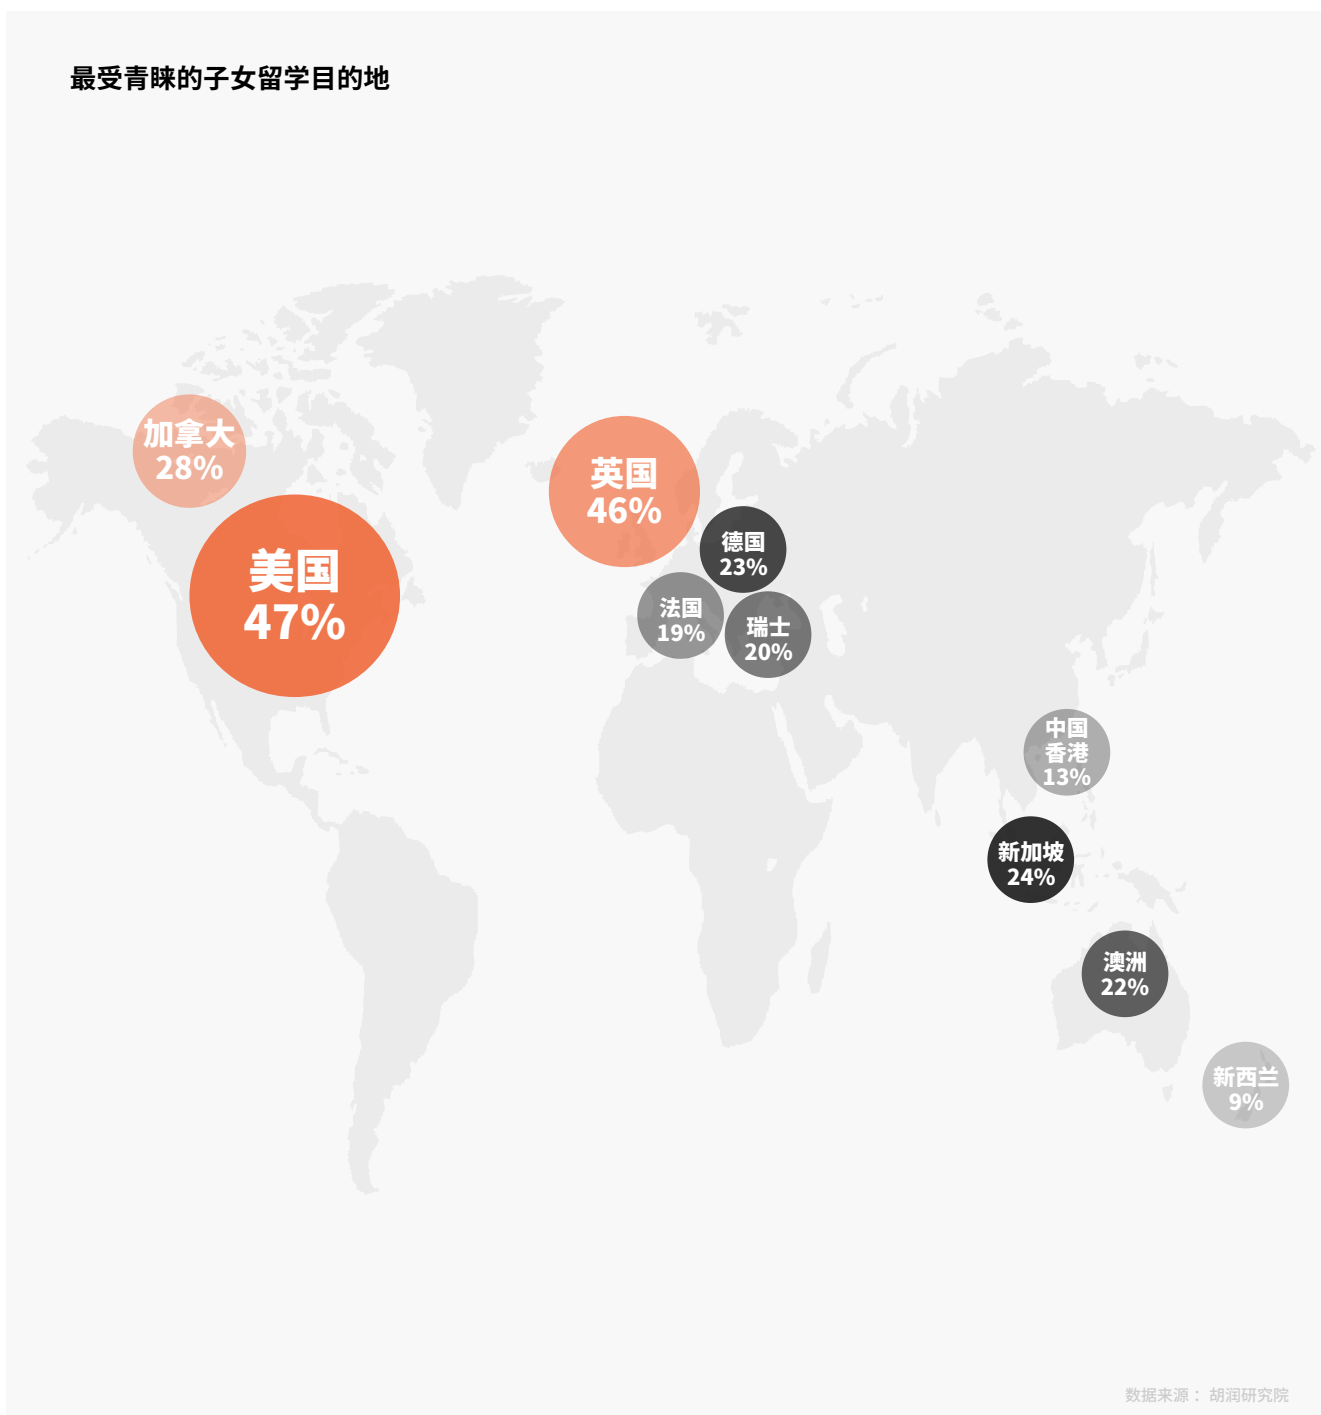 最受青睐的子女留学目的地
加拿大
28%
美国
47%
英国
46%
德国
23%
法国
19%
瑞士
20%
中国
香港
13%
新加坡
24%
澳洲
22%
新西兰
9%
数据来源：胡润研究院